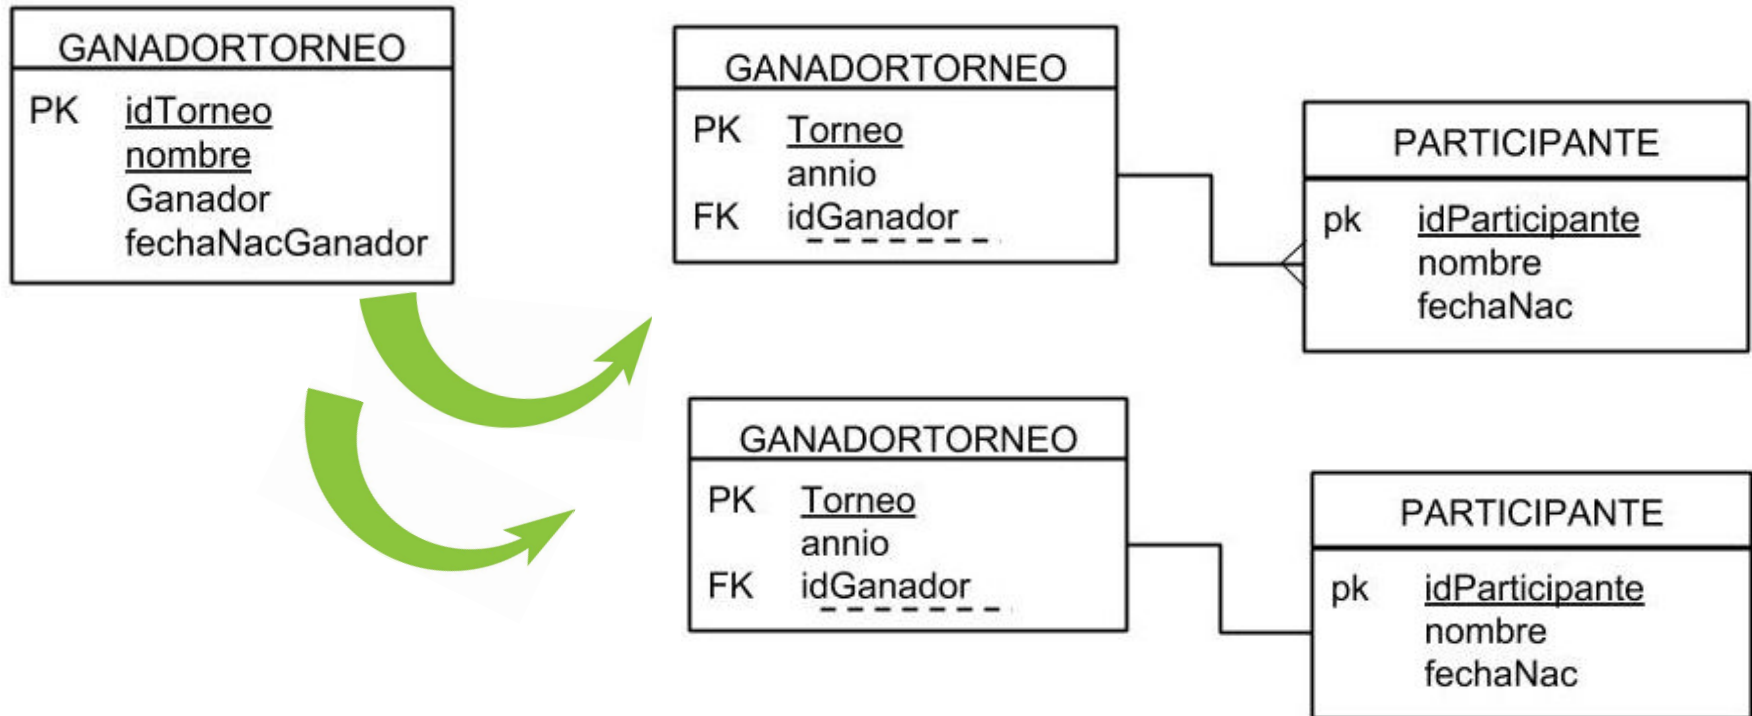 GANADORTORNEO
PK idTorneo
nombre
Ganador
fechaNacGanador
GANADORTORNEO
PK Torneo
annio
FK idGanador
PARTICIPANTE
pk idParticipante
nombre
fechaNac
GANADORTORNEO
PK Torneo
annio
FK idGanador
PARTICIPANTE
pk idParticipante
nombre
fechaNac